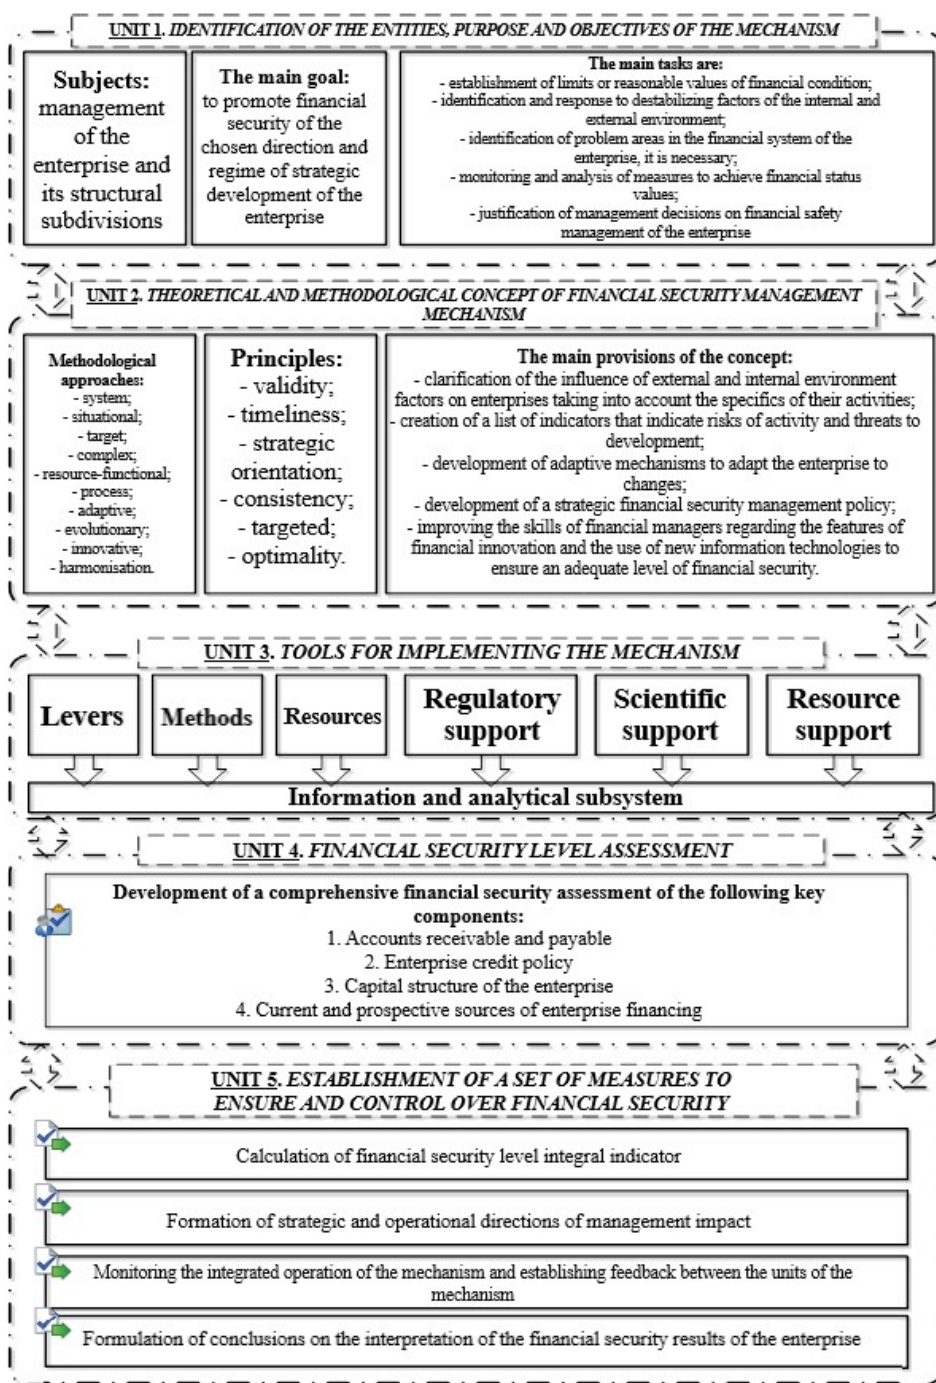 UNIT 1. IDENTIFICATION OF THE ENTITIES, PURPOSE AND OBJECTIVES OF THE MECHANISM
Subjects:
management
of the
enterprise and
its structural
subdivisions
The main goal:
to promote financial
security of the
chosen direction and
regime of strategic
development of the
enterprise
The main tasks are:
- establishment of limits or reasonable values of financial condition;
- identification and response to destabilizing factors of the internal and
external environment;
- identification of problem areas in the financial system of the
enterprise, it is necessary;
- monitoring and analysis of measures to achieve financial status
values;
- justification of management decisions on financial safety
management of the enterprise
UNIT 2. THEORETICAL AND METHODOLOGICAL CONCEPT OF FINANCIAL SECURITY MANAGEMENT
MECHANISM
Methodological
approaches:
- system;
- situational;
- target;
- complex;
- resource-functional;
- process;
- adaptive;
- evolutionary;
- innovative;
- harmonisation.
Principles:
- validity;
- timeliness;
- strategic
orientation;
- consistency;
- targeted;
- optimality.
The main provisions of the concept:
- clarification of the influence of external and internal environment
factors on enterprises taking into account the specifics of their activities;
- creation of a list of indicators that indicate risks of activity and threats to
development;
- development of adaptive mechanisms to adapt the enterprise to
changes;
- development of a strategic financial security management policy;
- improving the skills of financial managers regarding the features of
financial innovation and the use of new information technologies to
ensure an adequate level of financial security.
UNIT 3. TOOLS FOR IMPLEMENTING THE MECHANISM
Levers
Methods
Resources
Regulatory
support
Scientific
support
Resource
support
Information and analytical subsystem
UNIT 4. FINANCIAL SECURITY LEVEL ASSESSMENT
Development of a comprehensive financial security assessment of the following key
components:
1. Accounts receivable and payable
2. Enterprise credit policy
3. Capital structure of the enterprise
4. Current and prospective sources of enterprise financing
UNIT 5. ESTABLISHMENT OF A SET OF MEASURES TO
ENSURE AND CONTROL OVER FINANCIAL SECURITY
Calculation of financial security level integral indicator
Formation of strategic and operational directions of management impact
Monitoring the integrated operation of the mechanism and establishing feedback between the units of the
mechanism
Formulation of conclusions on the interpretation of the financial security results of the enterprise